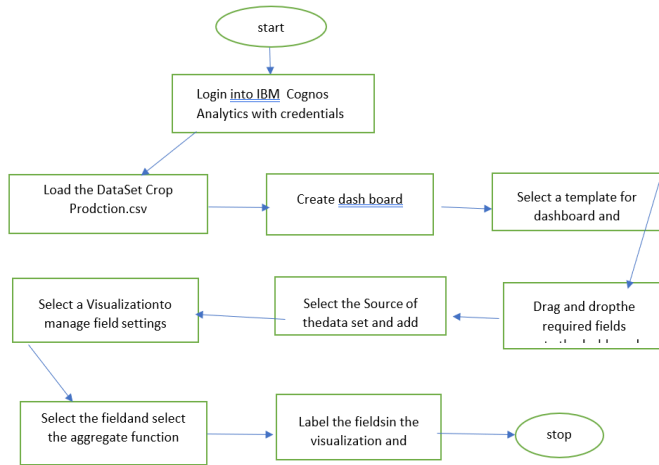 start
Login into IBM Cognos
Analytics with credentials
Load the DataSet Crop
Prodction.csv
Create dash board
Select a template for
dashboard and
Drag and dropthe
required fields
Select the Source of
thedata set and add
Select a Visualizationto
manage field settings
Select the fieldand select
the aggregate function
Label the fieldsin the
visualization and
stop